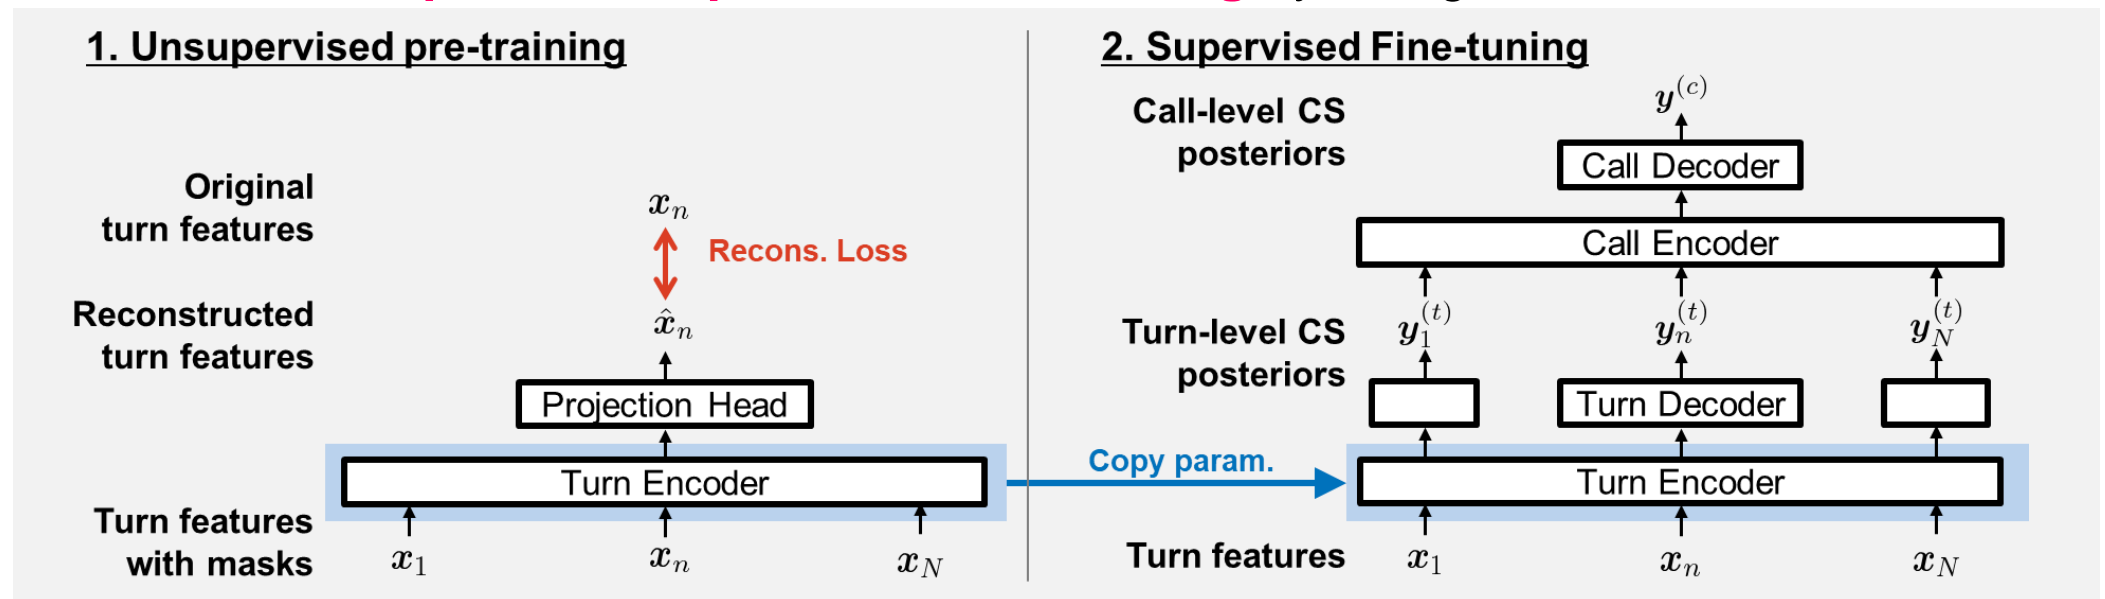 1. Unsupervised pre-training
Original
turn features
x_n
Recons. Loss
Reconstructed
turn features
x̂_n
Projection Head
Turn Encoder
Turn features
with masks
x_1
x_n
x_N
Copy param.
2. Supervised Fine-tuning
Call-level CS
posteriors
y^(c)
Call Decoder
Call Encoder
Turn-level CS
posteriors
y_1^(t)
y_n^(t)
y_N^(t)
Turn Decoder
Turn Encoder
Turn features
x_1
x_n
x_N